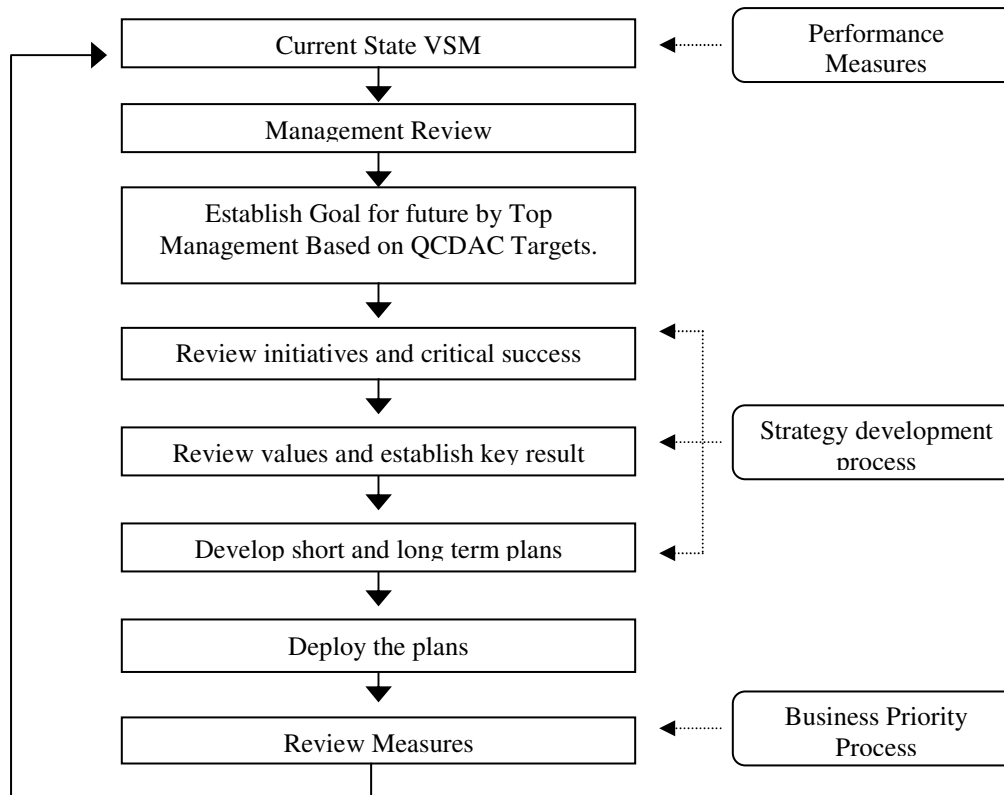 Current State VSM
Performance
Measures
Management Review
Establish Goal for future by Top
Management Based on QCDAC Targets.
Review initiatives and critical success
Review values and establish key result
Strategy development
process
Develop short and long term plans
Deploy the plans
Review Measures
Business Priority
Process